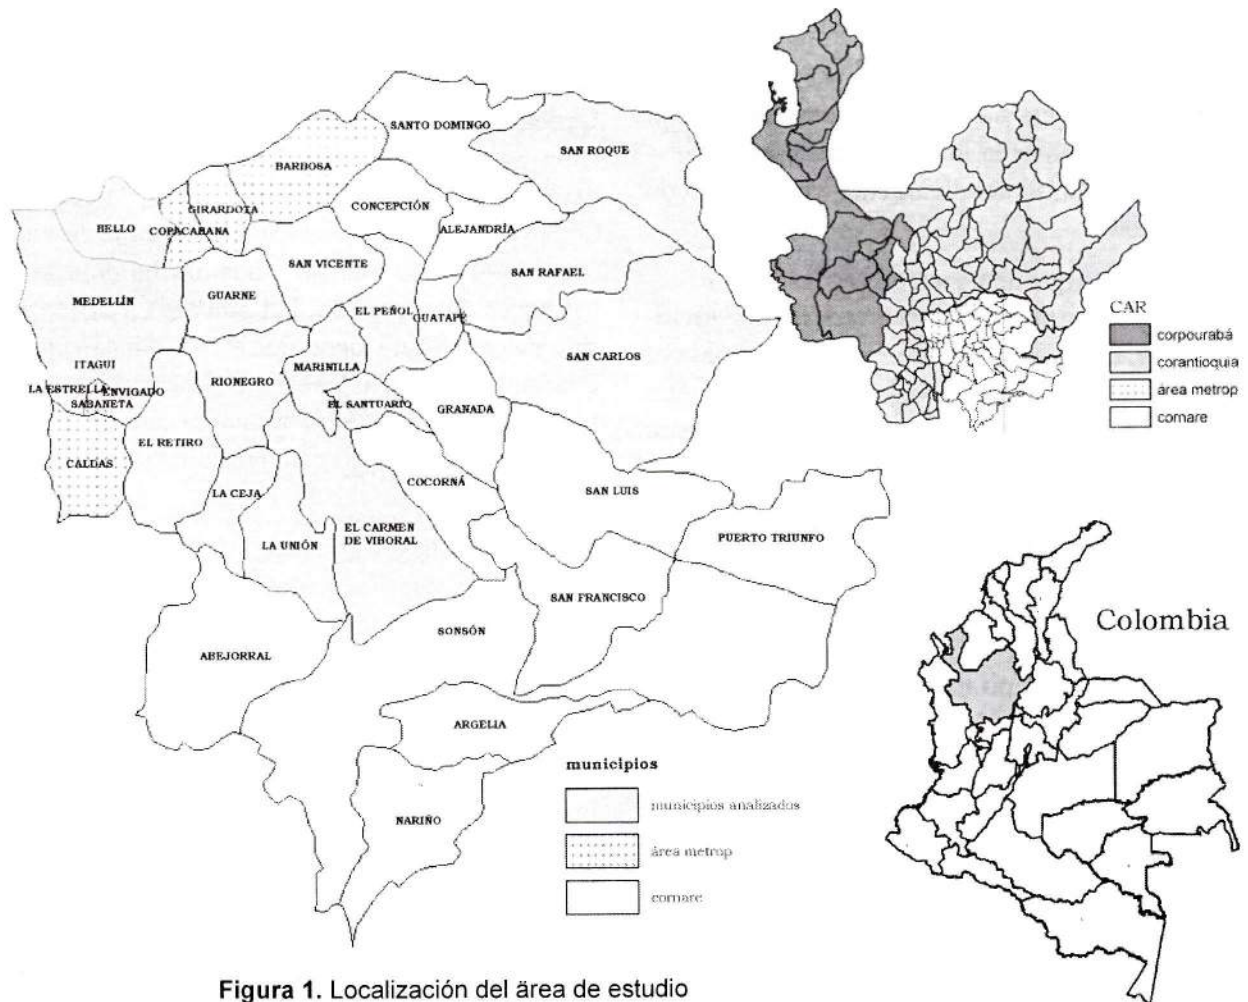 SANTO DOMINGO
SAN ROQUE
BARBOSA
GIRARDOTA
CONCEPCIÓN
BELLO
COPACABANA
ALEJANDRÍA
SAN VICENTE
SAN RAFAEL
MEDELLÍN
GUARNE
EL PEÑOL
GUATAPÉ
SAN CARLOS
ITAGUI
RIONEGRO
MARINILLA
LA ESTRELLA
ENVIGADO
SABANETA
EL SANTUARIO
GRANADA
EL RETIRO
CALDAS
COCORNÁ
LA CEJA
SAN LUIS
EL CARMEN
DE VIBORAL
LA UNIÓN
PUERTO TRIUNFO
SAN FRANCISCO
SONSÓN
ABEJORRAL
ARGELIA
NARIÑO
municipios
municipios analizados
área metrop
cornare
CAR
corpourabá
corantioquia
área metrop
cornare
Colombia
Figura 1. Localización del ärea de estudio